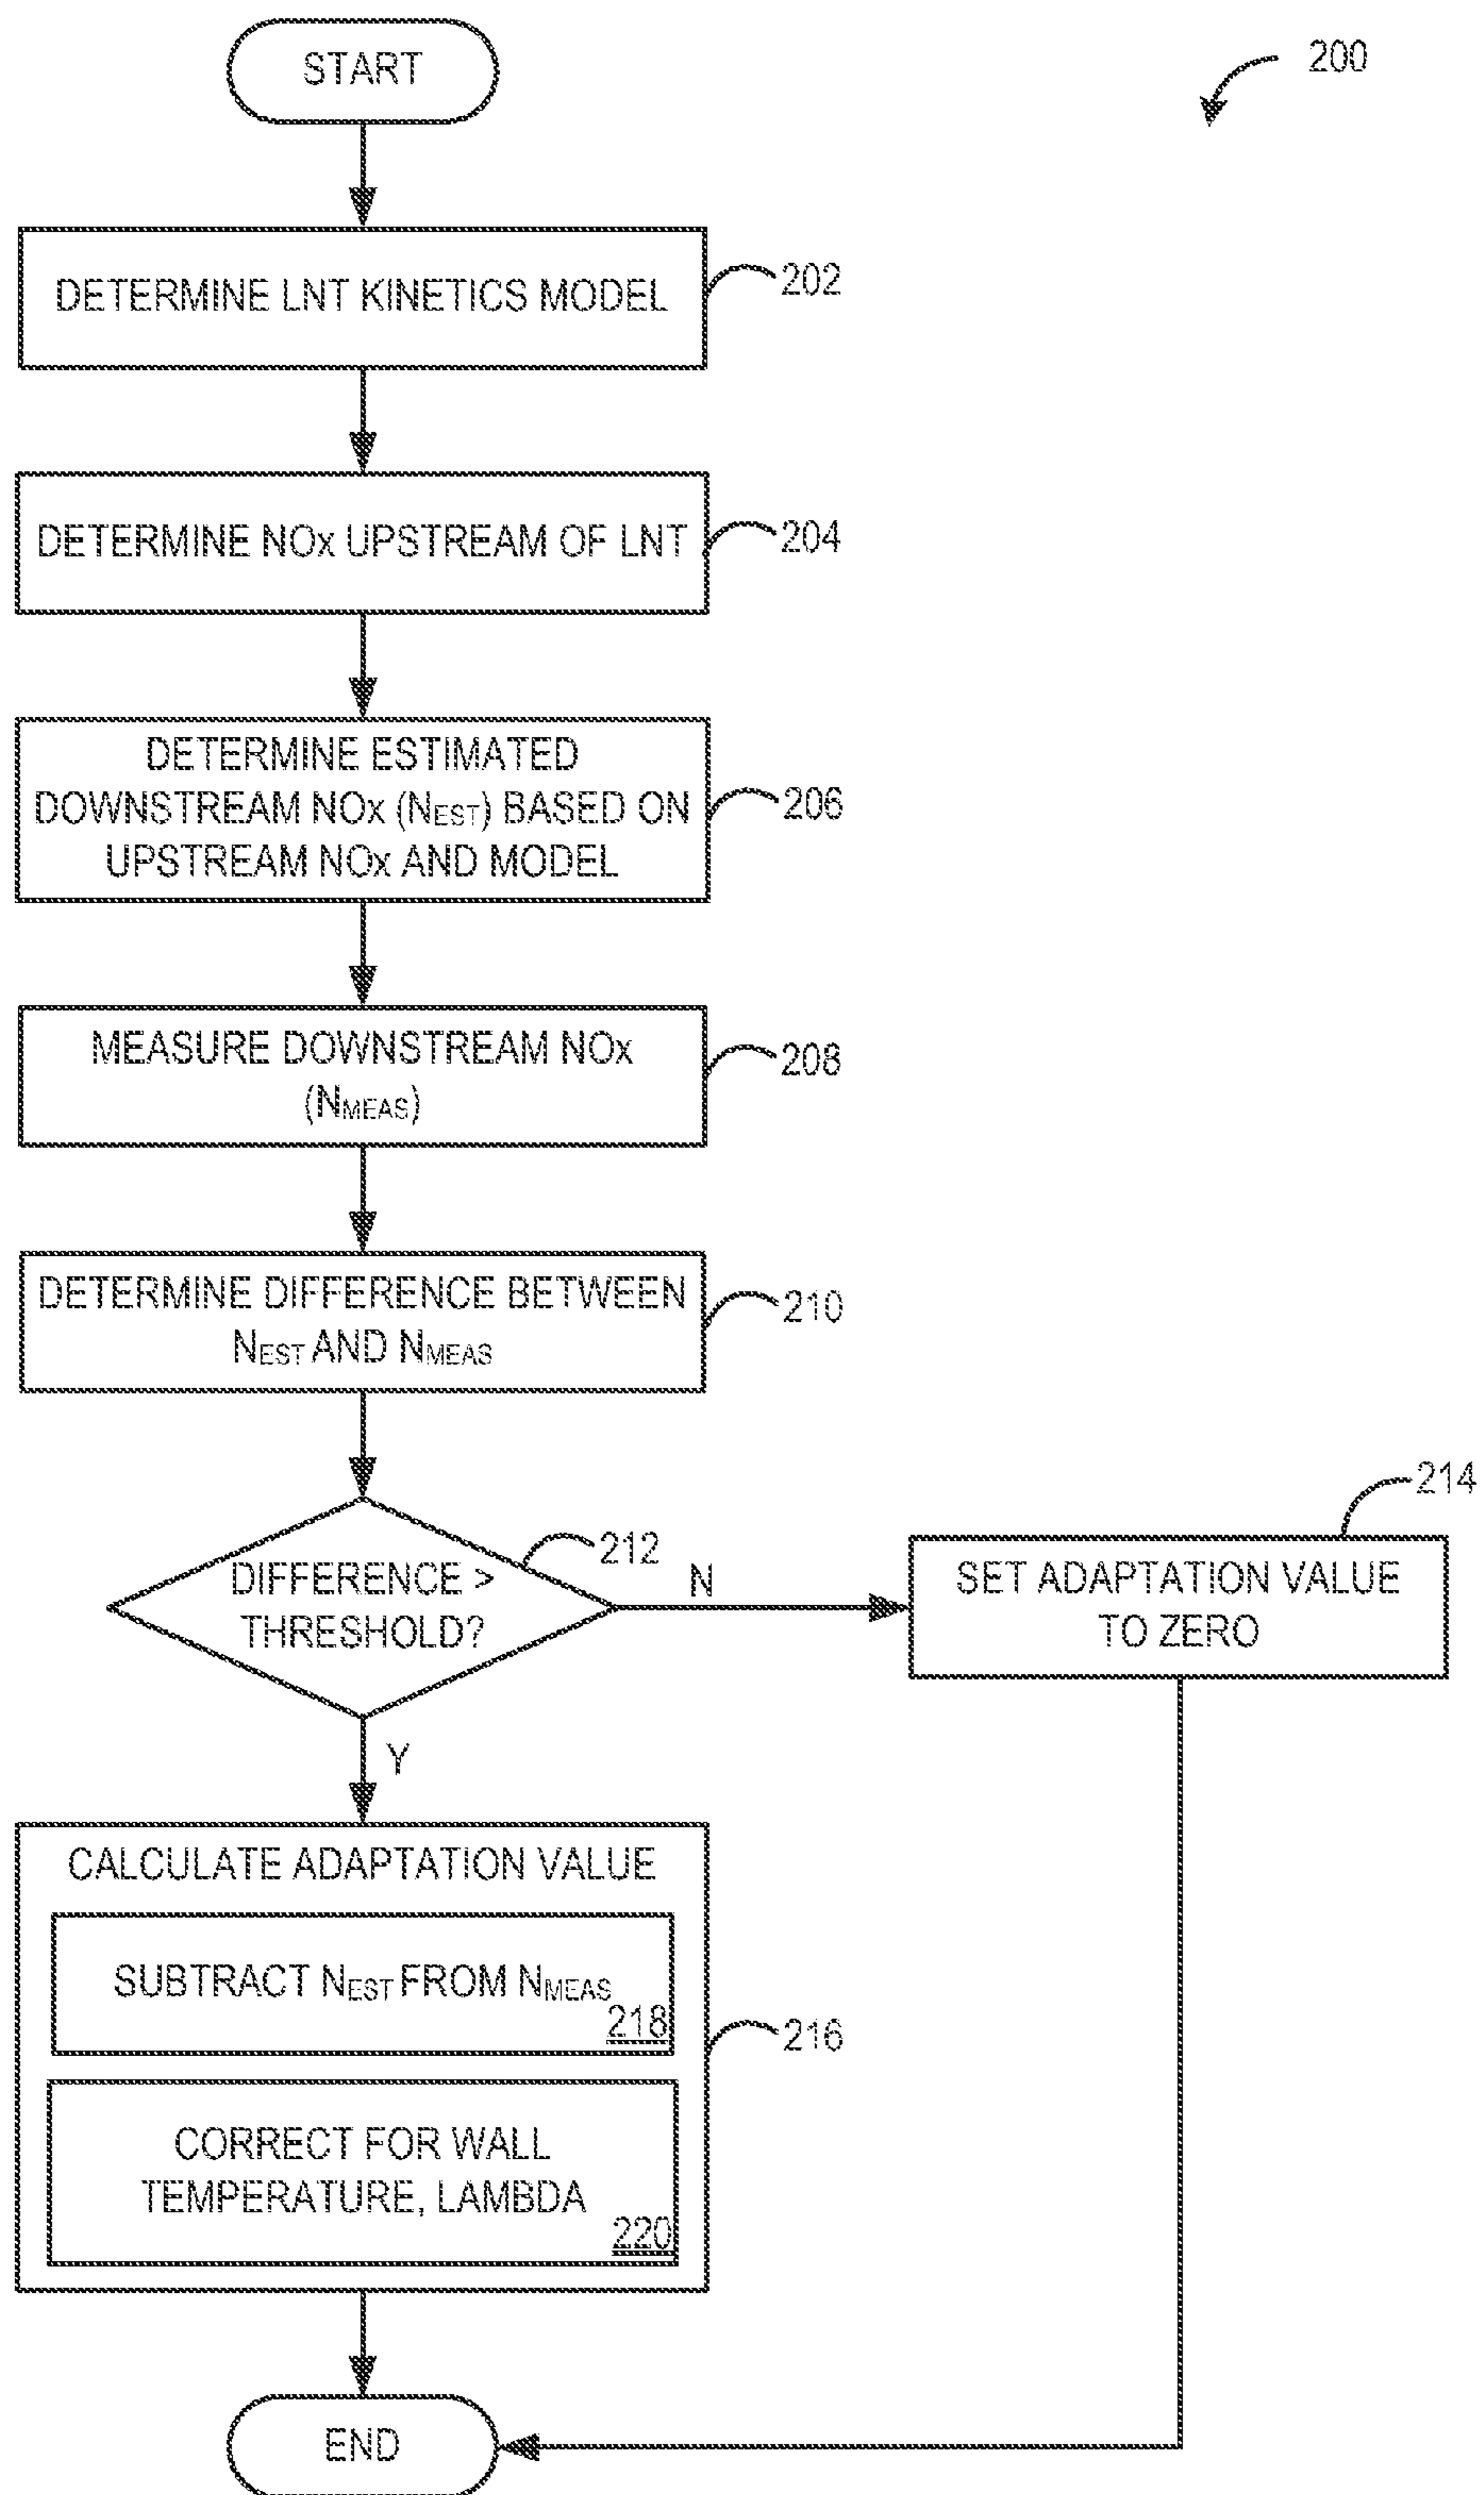 START
200
DETERMINE LNT KINETICS MODEL
202
DETERMINE NOx UPSTREAM OF LNT
204
DETERMINE ESTIMATED
DOWNSTREAM NOx (NEST) BASED ON
UPSTREAM NOx AND MODEL
206
MEASURE DOWNSTREAM NOx
(NMEAS)
208
DETERMINE DIFFERENCE BETWEEN
NEST AND NMEAS
210
DIFFERENCE >
THRESHOLD?
212
N
SET ADAPTATION VALUE
TO ZERO
214
Y
CALCULATE ADAPTATION VALUE
SUBTRACT NEST FROM NMEAS
218
216
CORRECT FOR WALL
TEMPERATURE, LAMBDA
220
END